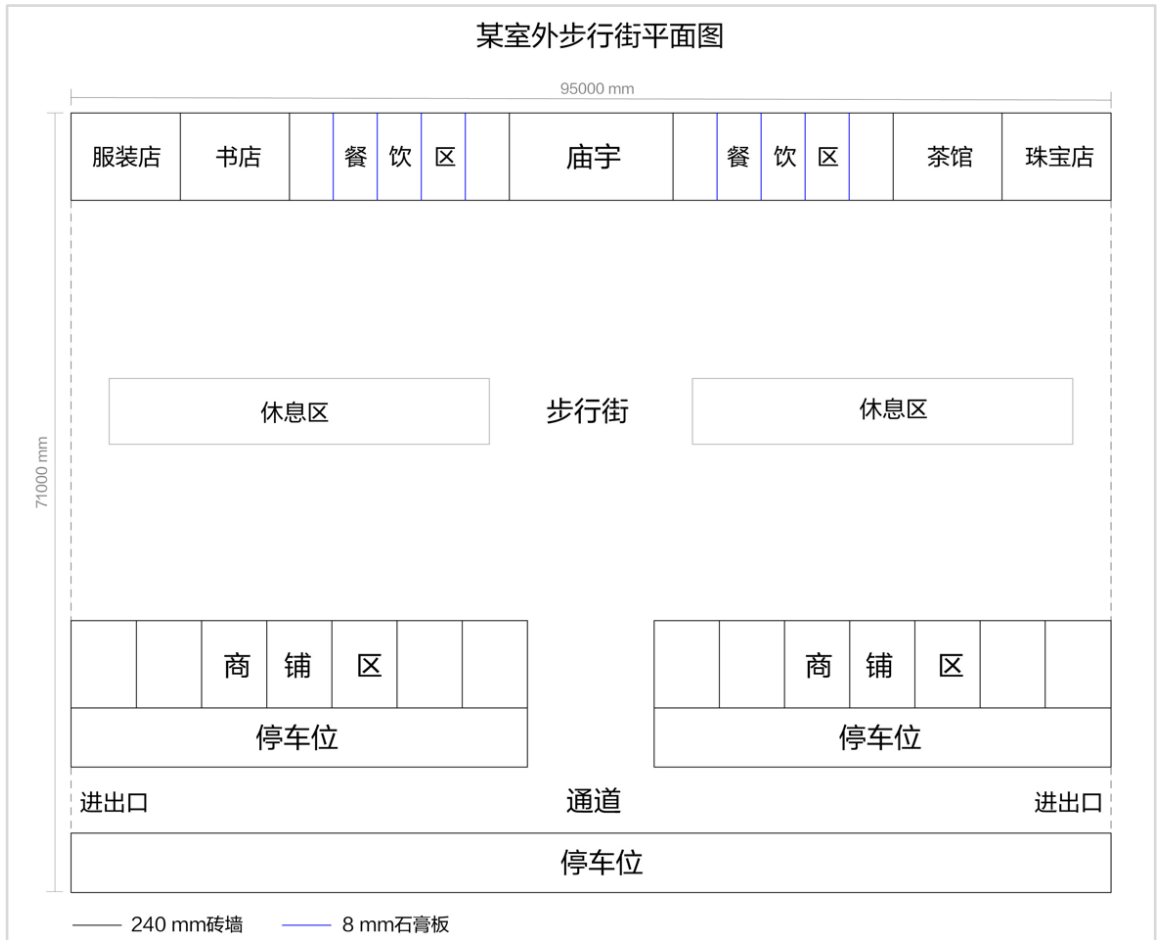 某室外步行街平面图
95000 mm
服装店 书店 餐 饮 区 庙宇 餐 饮 区 茶馆 珠宝店
休息区 步行街 休息区
71000 mm
商 铺 区 商 铺 区
停车位 停车位
进出口 通道 进出口
停车位
240 mm砖墙 8 mm石膏板